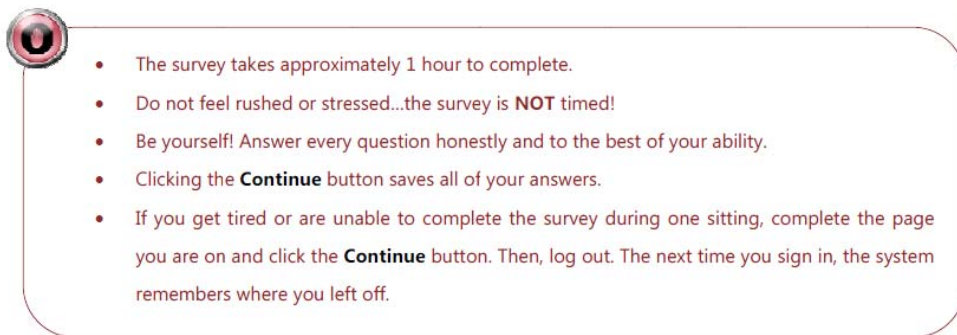 • The survey takes approximately 1 hour to complete.
• Do not feel rushed or stressed...the survey is NOT timed!
• Be yourself! Answer every question honestly and to the best of your ability.
• Clicking the Continue button saves all of your answers.
• If you get tired or are unable to complete the survey during one sitting, complete the page
you are on and click the Continue button. Then, log out. The next time you sign in, the system
remembers where you left off.